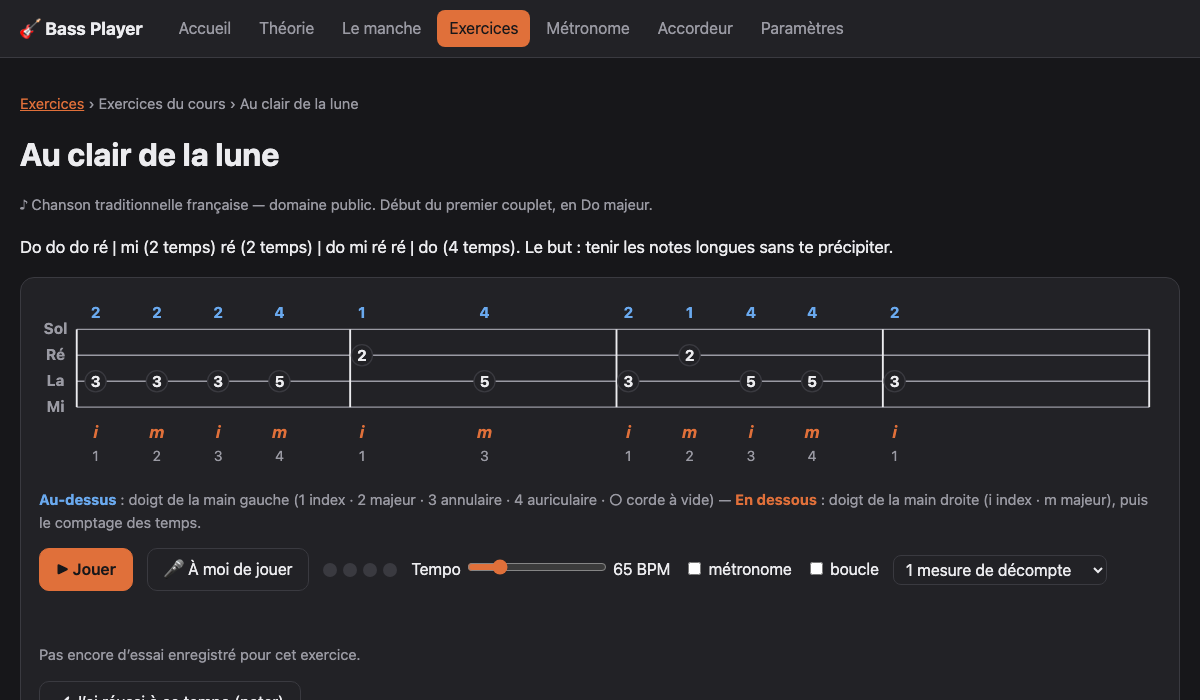 🎸 Bass Player Accueil Théorie Le manche Exercices Métronome Accordeur Paramètres
Exercices › Exercices du cours › Au clair de la lune
Au clair de la lune
♪ Chanson traditionnelle française — domaine public. Début du premier couplet, en Do majeur.
Do do do ré | mi (2 temps) ré (2 temps) | do mi ré ré | do (4 temps). Le but : tenir les notes longues sans te précipiter.
2 2 2 4 1 4 2 1 4 4 2
Sol
Ré 2 2
La 3 3 3 5 5 3 5 5 3
Mi
i m i m i m i m i m i
1 2 3 4 1 3 1 2 3 4 1
Au-dessus : doigt de la main gauche (1 index · 2 majeur · 3 annulaire · 4 auriculaire · ○ corde à vide) — En dessous : doigt de la main droite (i index · m majeur), puis
le comptage des temps.
▶ Jouer 🎤 À moi de jouer Tempo 65 BPM métronome boucle 1 mesure de décompte
Pas encore d’essai enregistré pour cet exercice.
✓ J’ai réussi à ce tempo (noter)